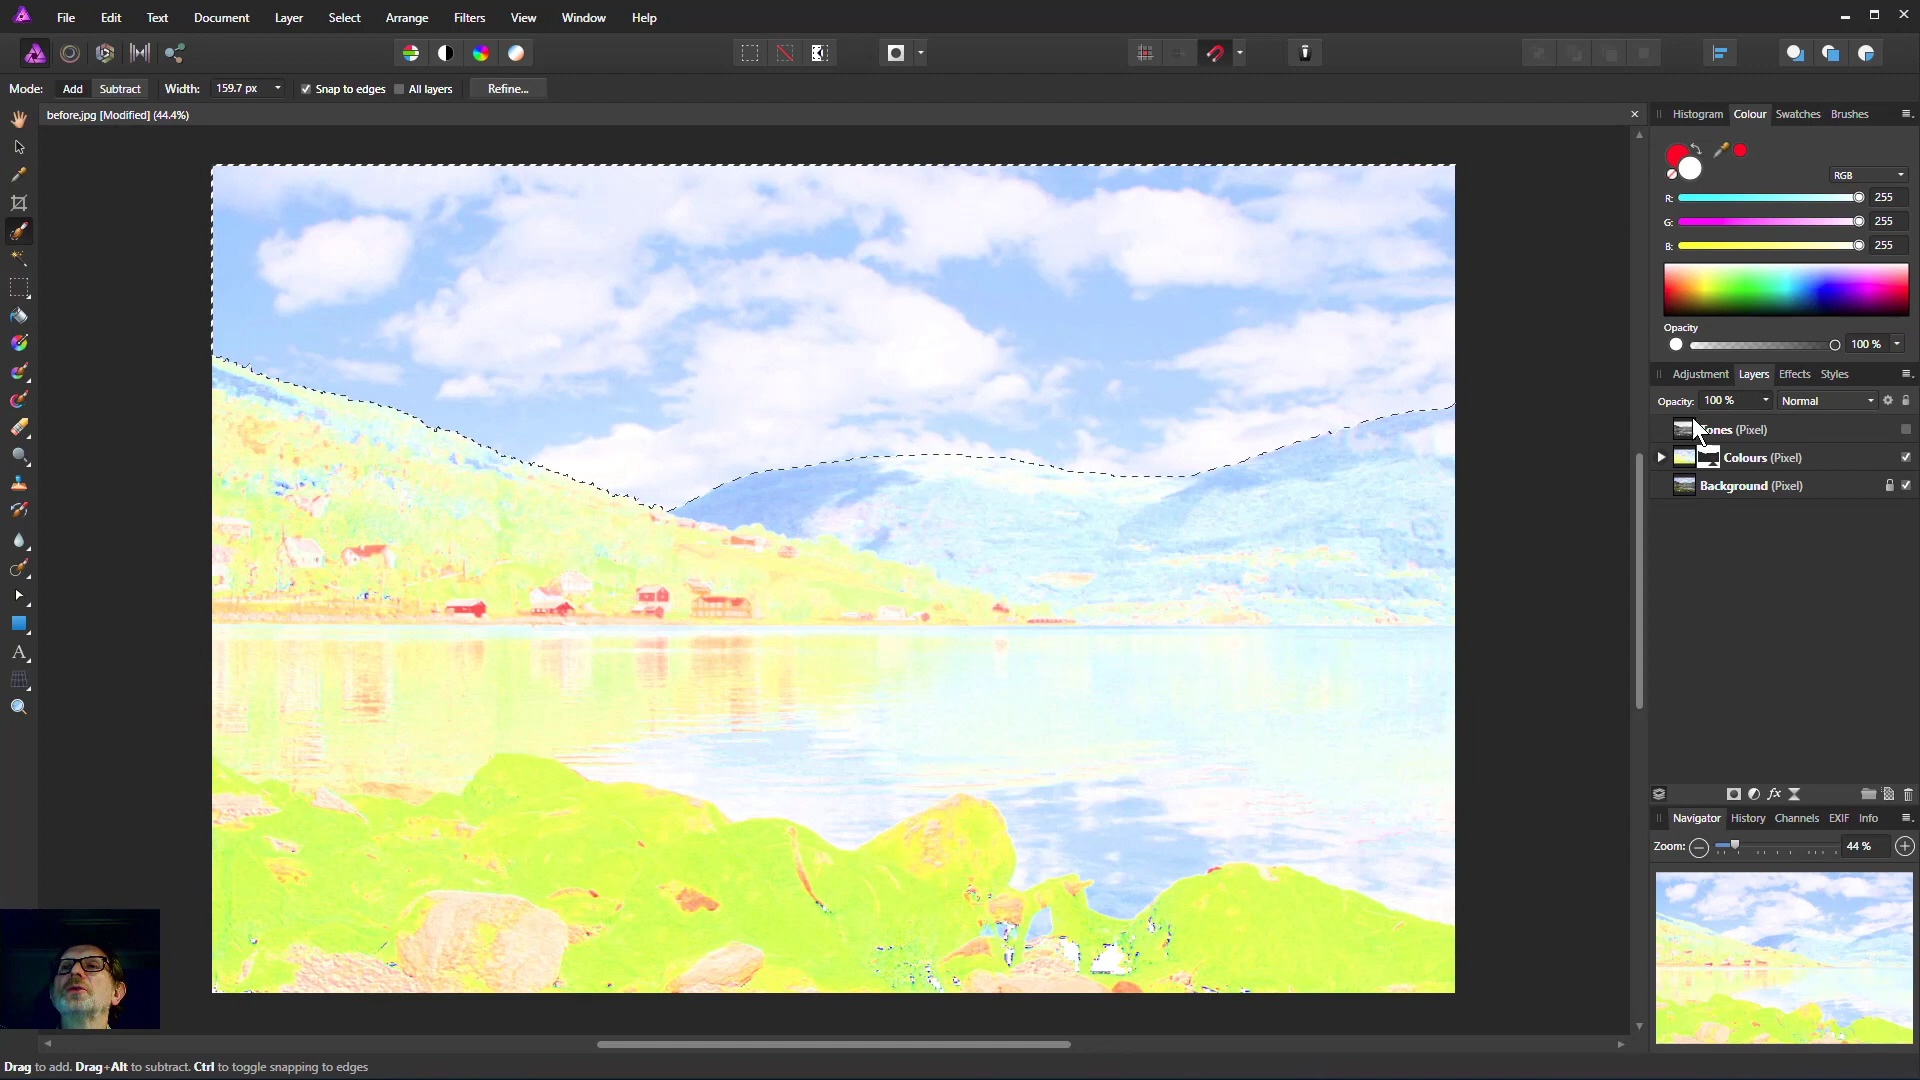 File Edit Text Document Layer Select Arrange Filters View Window Help
Mode: Add Subtract Width: 159.7 px Snap to edges All layers Refine...
before.jpg [Modified] (44.4%)
Histogram Colour Swatches Brushes
RGB
R: 255
G: 255
B: 255
Opacity
100 %
Adjustment Layers Effects Styles
Opacity: 100 % Normal
ones (Pixel)
Colours (Pixel)
Background (Pixel)
fx
Navigator History Channels EXIF Info
Zoom: 44 %
A
Drag to add. Drag+Alt to subtract. Ctrl to toggle snapping to edges